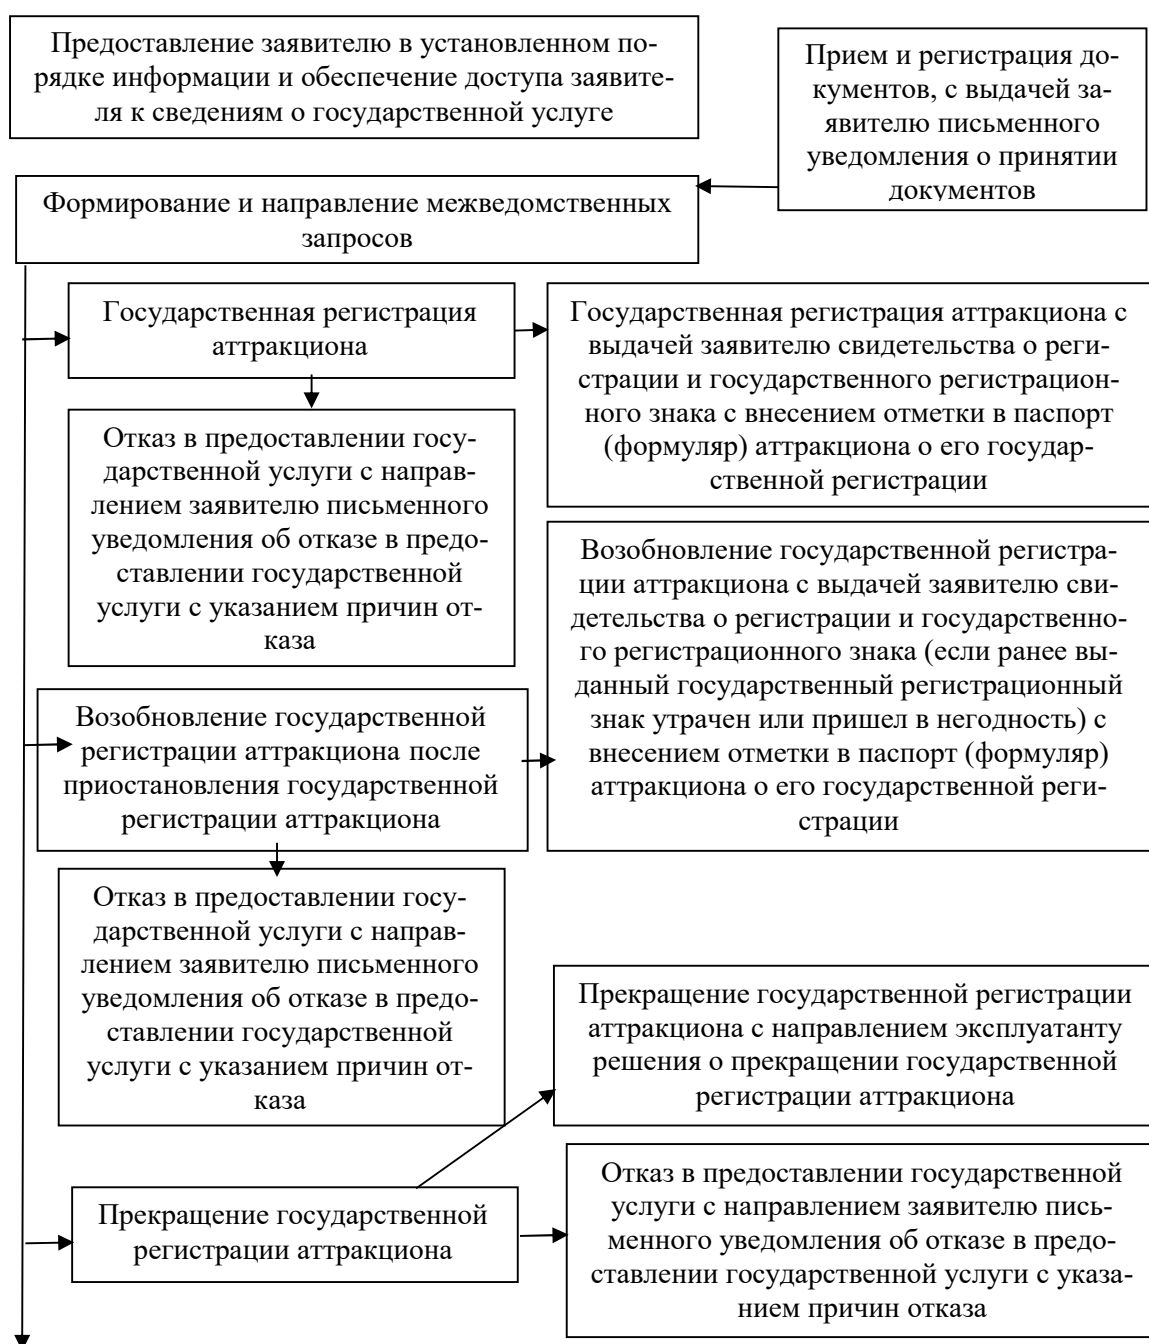 Предоставление заявителю в установленном по-
рядке информации и обеспечение доступа заявите-
ля к сведениям о государственной услуге
Прием и регистрация до-
кументов, с выдачей за-
явителю письменного
уведомления о принятии
документов
Формирование и направление межведомственных
запросов
Государственная регистрация
аттракциона
Государственная регистрация аттракциона с
выдачей заявителю свидетельства о реги-
страции и государственного регистрацион-
ного знака с внесением отметки в паспорт
(формуляр) аттракциона о его государ-
ственной регистрации
Отказ в предоставлении госу-
дарственной услуги с направ-
лением заявителю письменного
уведомления об отказе в предо-
ставлении государственной
услуги с указанием причин от-
каза
Возобновление государственной регистра-
ции аттракциона с выдачей заявителю сви-
детельства о регистрации и государственно-
го регистрационного знака (если ранее вы-
данный государственный регистрационный
знак утрачен или пришел в негодность) с
внесением отметки в паспорт (формуляр)
аттракциона о его государственной реги-
страции
Возобновление государственной
регистрации аттракциона после
приостановления государственной
регистрации аттракциона
Отказ в предоставлении госу-
дарственной услуги с направ-
лением заявителю письменного
уведомления об отказе в предо-
ставлении государственной
услуги с указанием причин от-
каза
Прекращение государственной регистрации
аттракциона с направлением эксплуатанту
решения о прекращении государственной
регистрации аттракциона
Прекращение государственной
регистрации аттракциона
Отказ в предоставлении государственной
услуги с направлением заявителю пись-
менного уведомления об отказе в предо-
ставлении государственной услуги с указа-
нием причин отказа